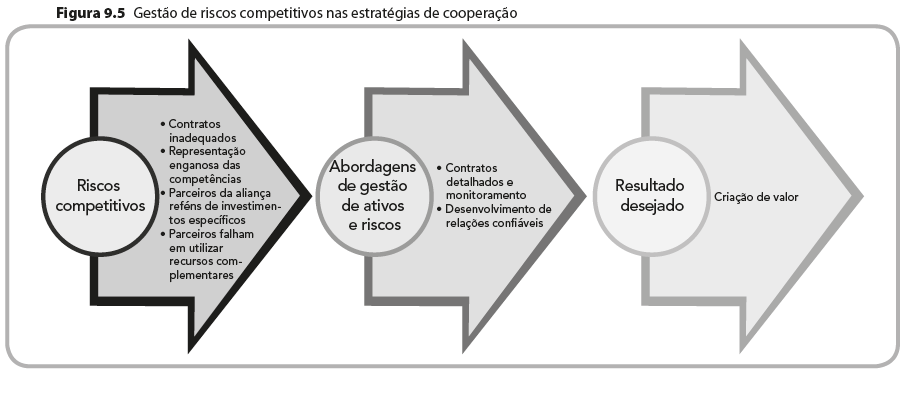 Figura 9.5 Gestão de riscos competitivos nas estratégias de cooperação
Riscos
competitivos
• Contratos
inadequados
• Representação
enganosa das
competências
• Parceiros da aliança
reféns de investimen-
tos específicos
• Parceiros falham
em utilizar
recursos com-
plementares
Abordagens
de gestão
de ativos
e riscos
• Contratos
detalhados e
monitoramento
• Desenvolvimento de
relações confiáveis
Resultado
desejado
Criação de valor